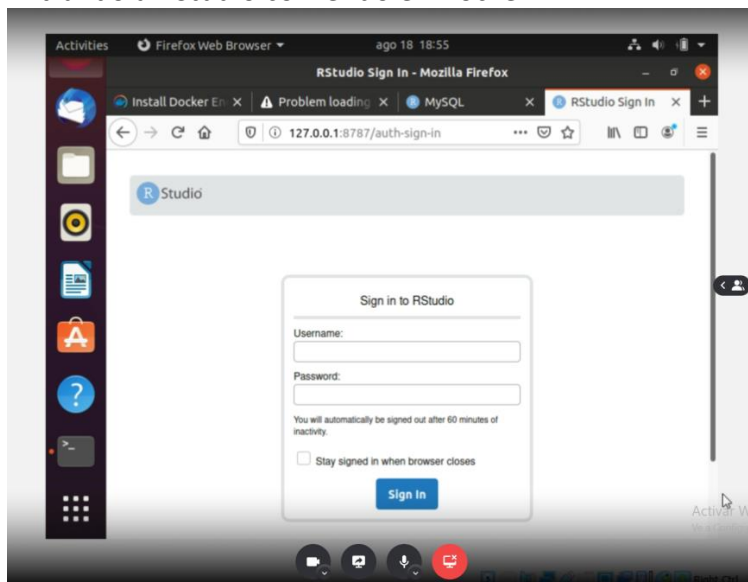 Activities Firefox Web Browser ago 18 18:55
RStudio Sign In - Mozilla Firefox
Install Docker En Problem loading MySQL RStudio Sign In
127.0.0.1:8787/auth-sign-in
R Studio
Sign in to RStudio
Username:
Password:
You will automatically be signed out after 60 minutes of
inactivity.
Stay signed in when browser closes
Sign In
Activar W